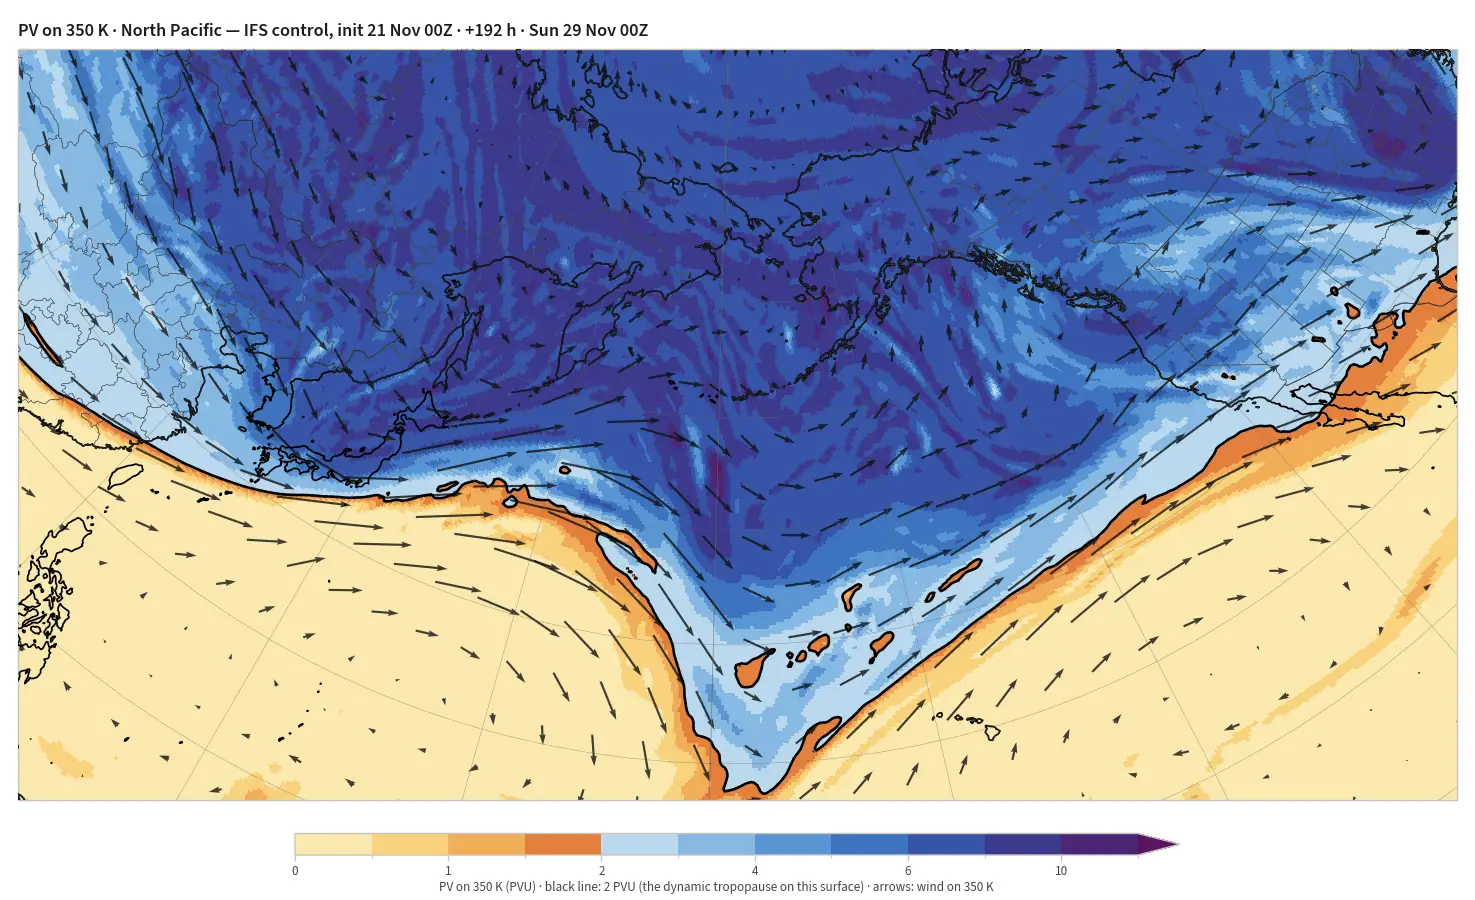 PV on 350 K · North Pacific — IFS control, init 21 Nov 00Z · +192 h · Sun 29 Nov 00Z
0 1 2 4 6 10
PV on 350 K (PVU) · black line: 2 PVU (the dynamic tropopause on this surface) · arrows: wind on 350 K